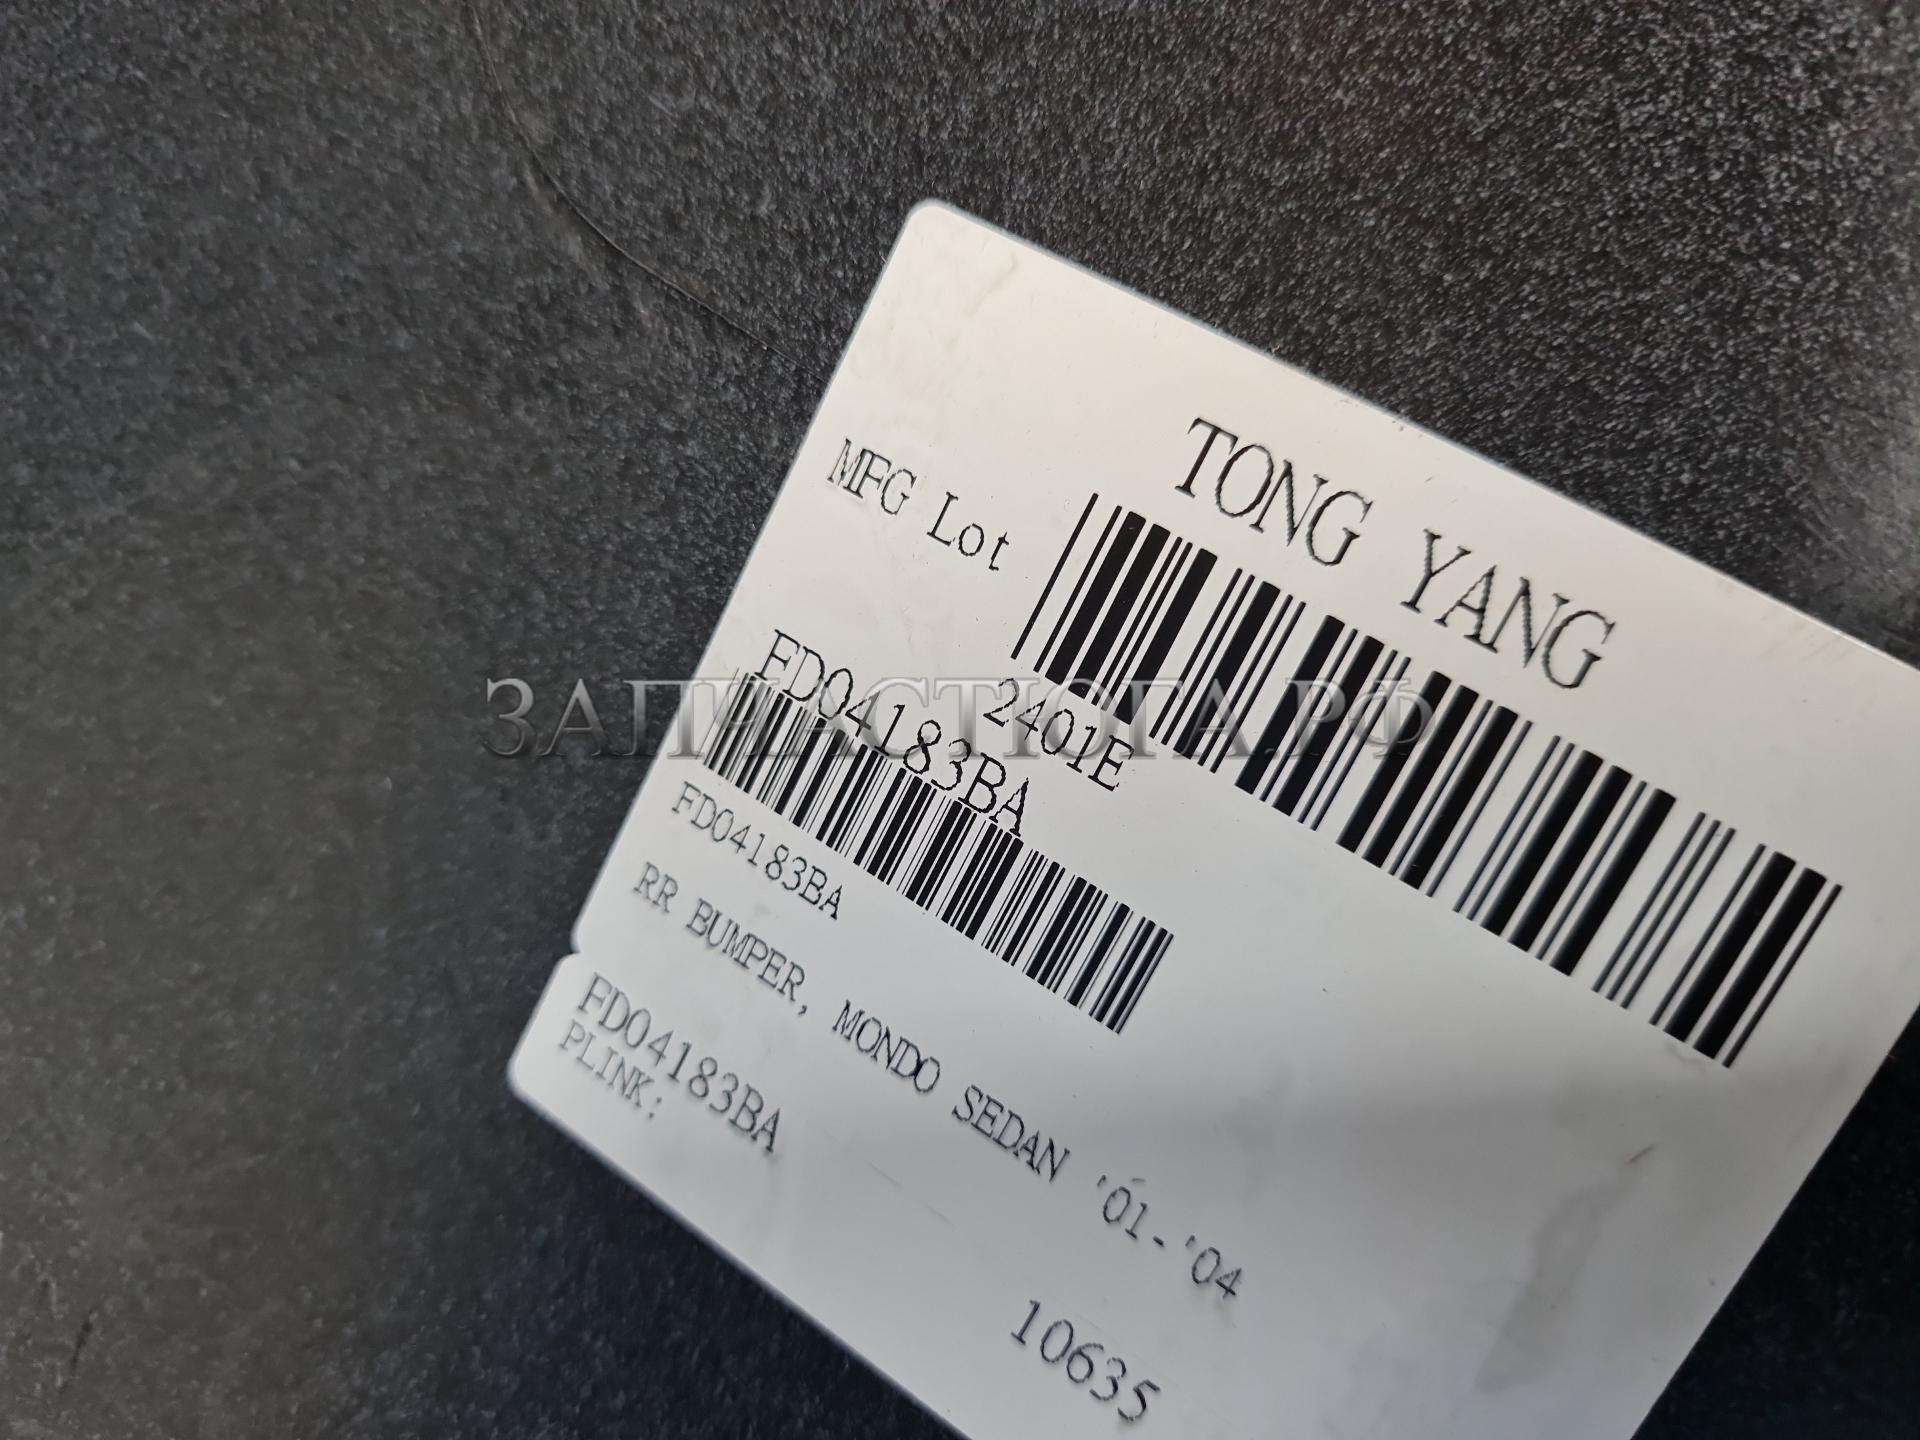 TONG YANG
MFG Lot
2401E
FD04183BA
FD04183BA
RR BUMPER, MONDO SEDAN '01-'04
FD04183BA
PLINK:
10635
ЗАПЧАСТЮГА.РФ